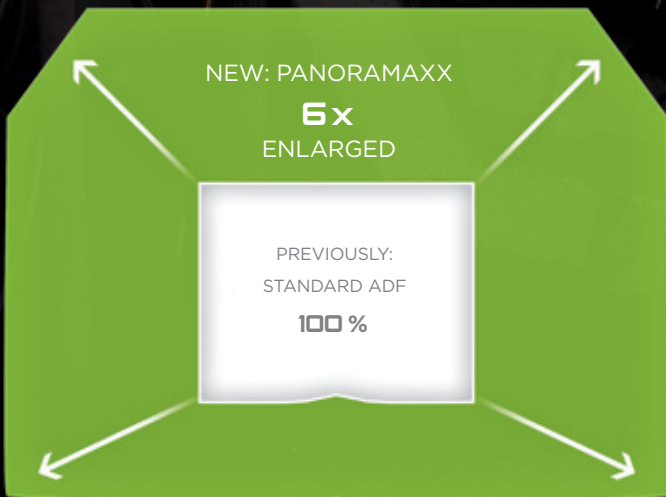 NEW: PANORAMAXX
6x
ENLARGED
PREVIOUSLY:
STANDARD ADF
100 %